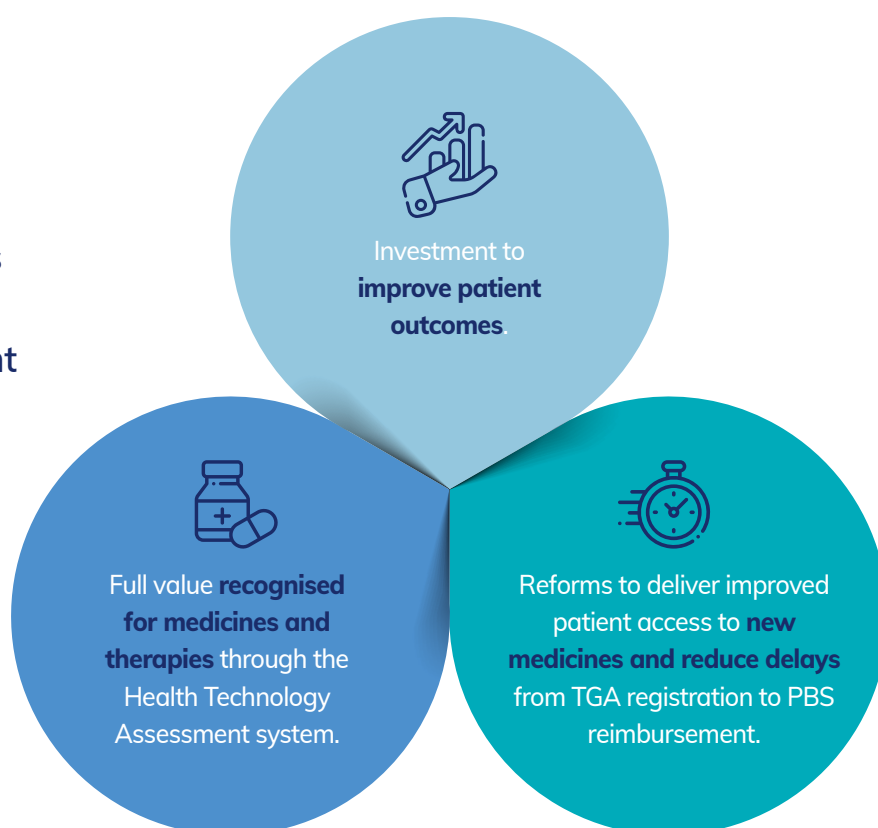 Investment to
improve patient
outcomes.
Full value recognised
for medicines and
therapies through the
Health Technology
Assessment system.
Reforms to deliver improved
patient access to new
medicines and reduce delays
from TGA registration to PBS
reimbursement.